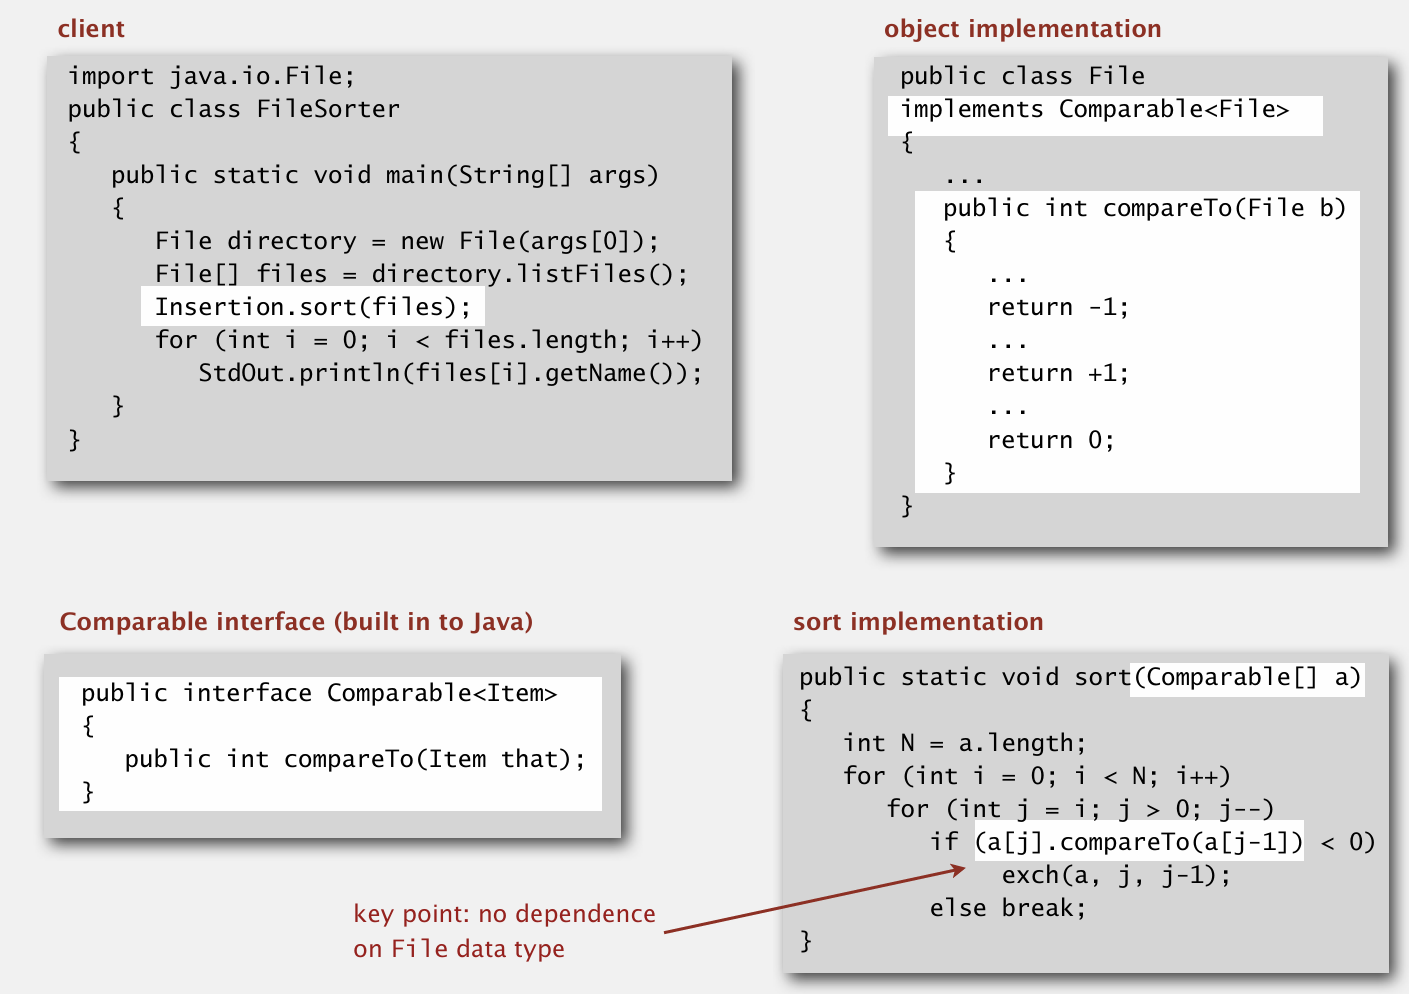 client
import java.io.File;
public class FileSorter
{
   public static void main(String[] args)
   {
      File directory = new File(args[0]);
      File[] files = directory.listFiles();
      Insertion.sort(files);
      for (int i = 0; i < files.length; i++)
         StdOut.println(files[i].getName());
   }
}
object implementation
public class File
implements Comparable<File>
{
   ...
   public int compareTo(File b)
   {
      ...
      return -1;
      ...
      return +1;
      ...
      return 0;
   }
}
Comparable interface (built in to Java)
public interface Comparable<Item>
{
   public int compareTo(Item that);
}
sort implementation
public static void sort(Comparable[] a)
{
   int N = a.length;
   for (int i = 0; i < N; i++)
      for (int j = i; j > 0; j--)
         if (a[j].compareTo(a[j-1]) < 0)
              exch(a, j, j-1);
         else break;
}
key point: no dependence
on File data type